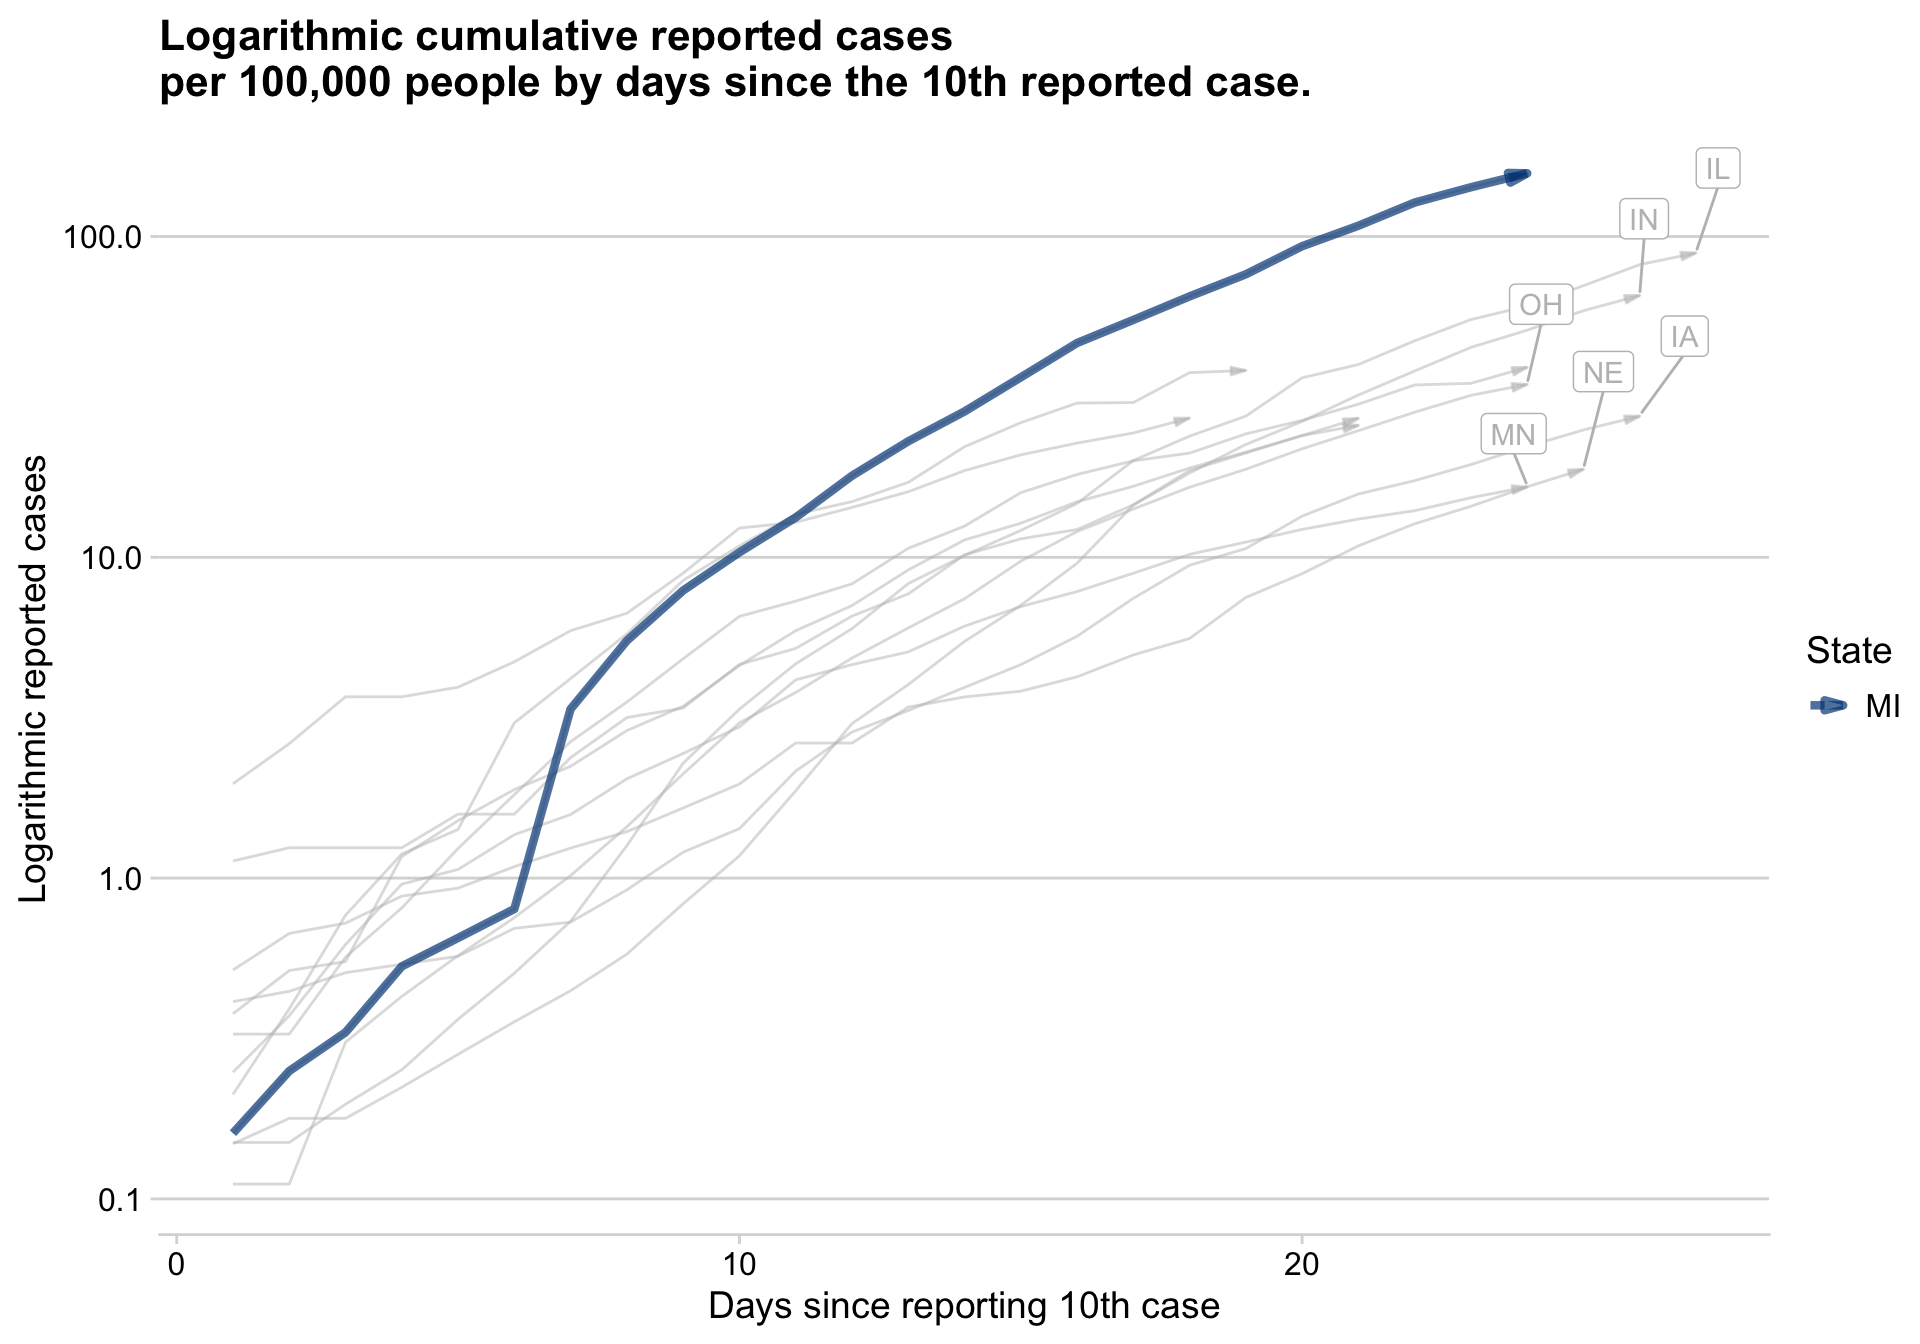 Logarithmic cumulative reported cases
per 100,000 people by days since the 10th reported case.
Logarithmic reported cases
100.0
10.0
1.0
0.1
IL
IN
OH
IA
NE
MN
State
MI
0
10
20
Days since reporting 10th case